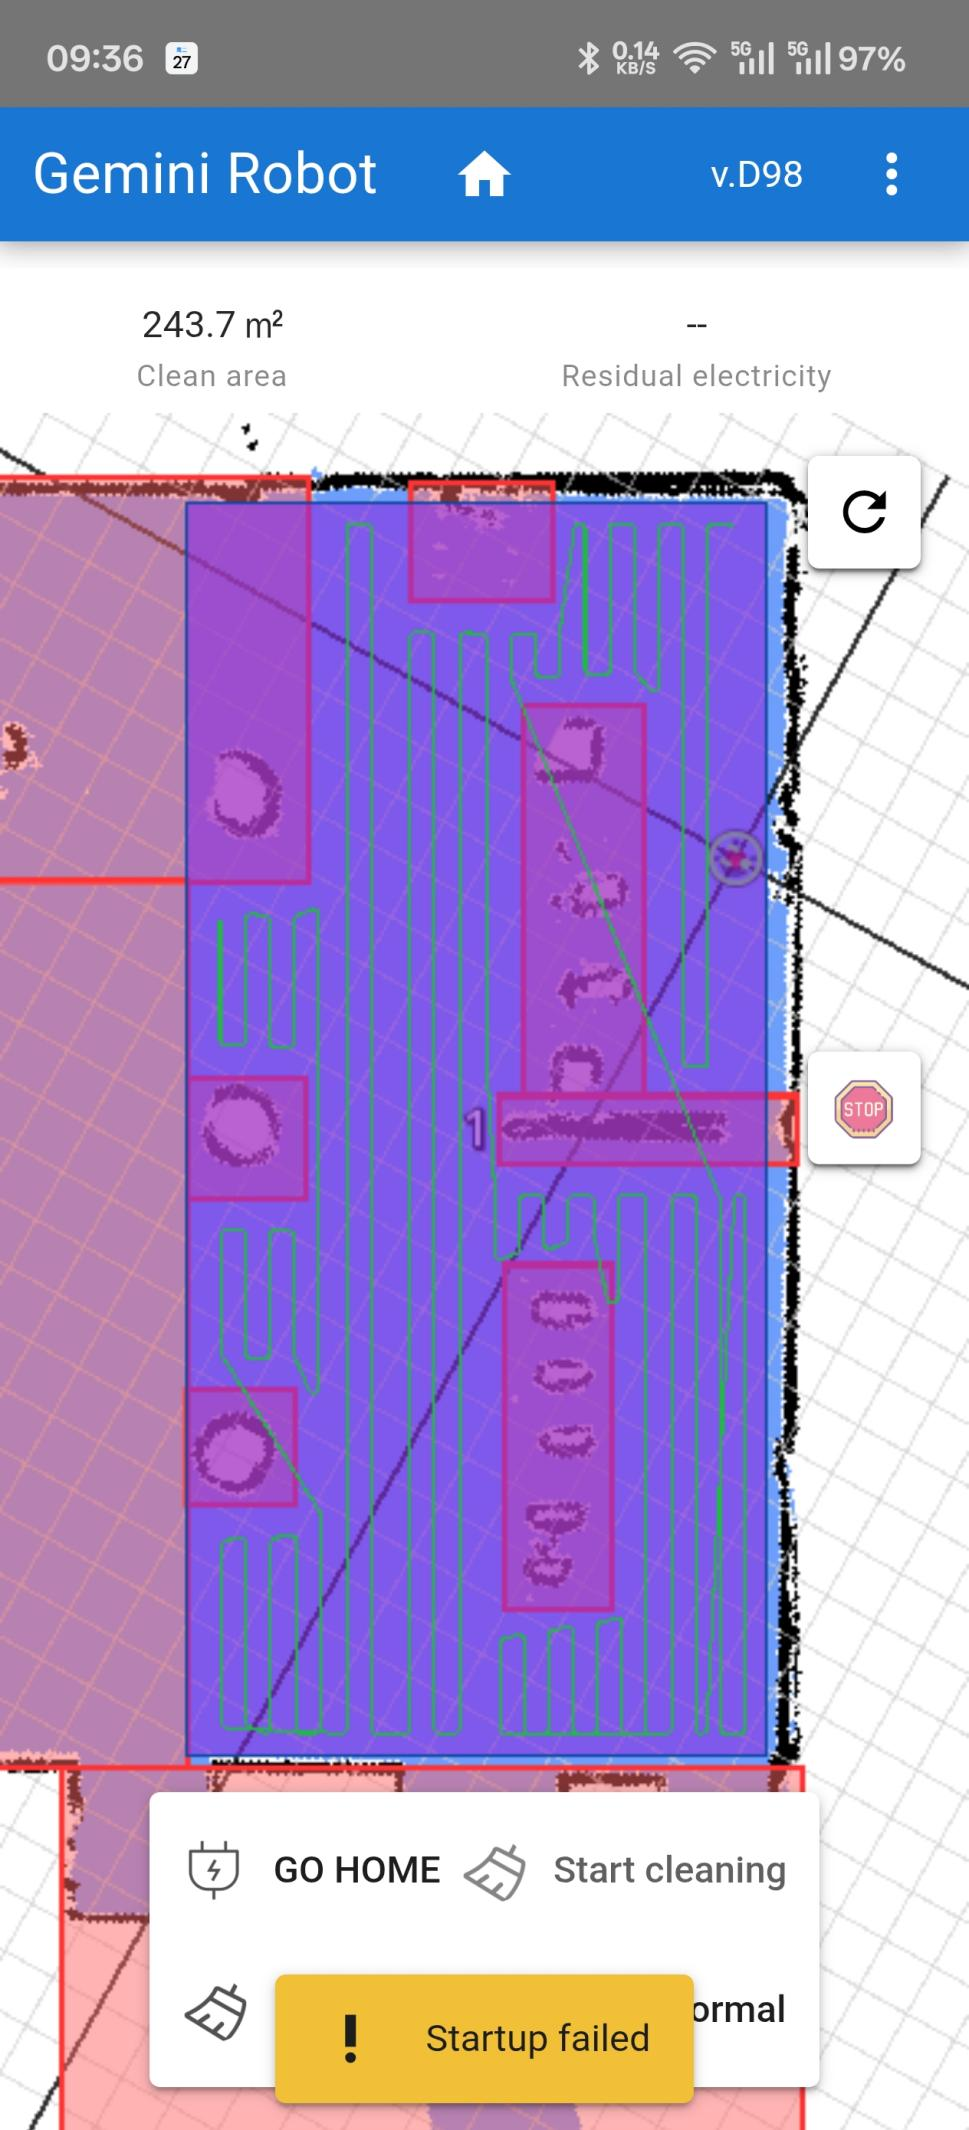 09:36 27 0.14 KB/S 5G 5G 97%
Gemini Robot v.D98
243.7 m² --
Clean area Residual electricity
1
STOP
GO HOME Start cleaning
ormal
! Startup failed